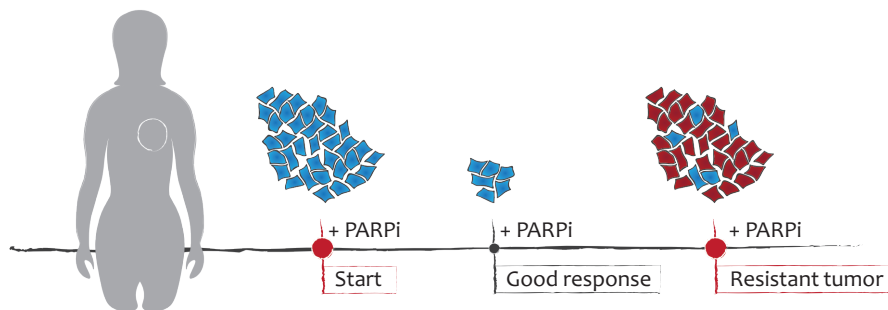 + PARPi
+ PARPi
+ PARPi
Start
Good response
Resistant tumor